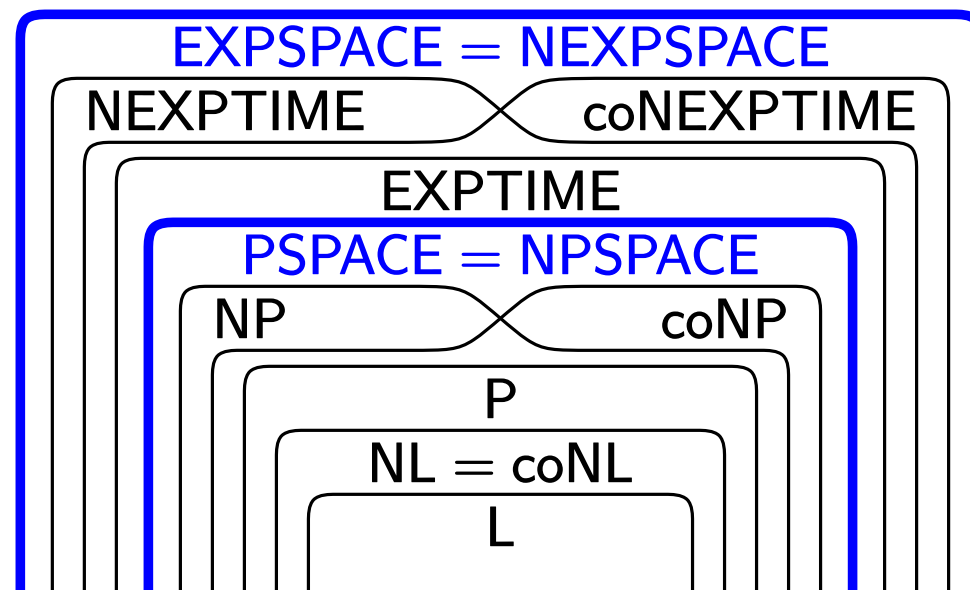 EXPSPACE = NEXPSPACE
NEXPTIME coNEXPTIME
EXPTIME
PSPACE = NPSPACE
NP coNP
P
NL = coNL
L